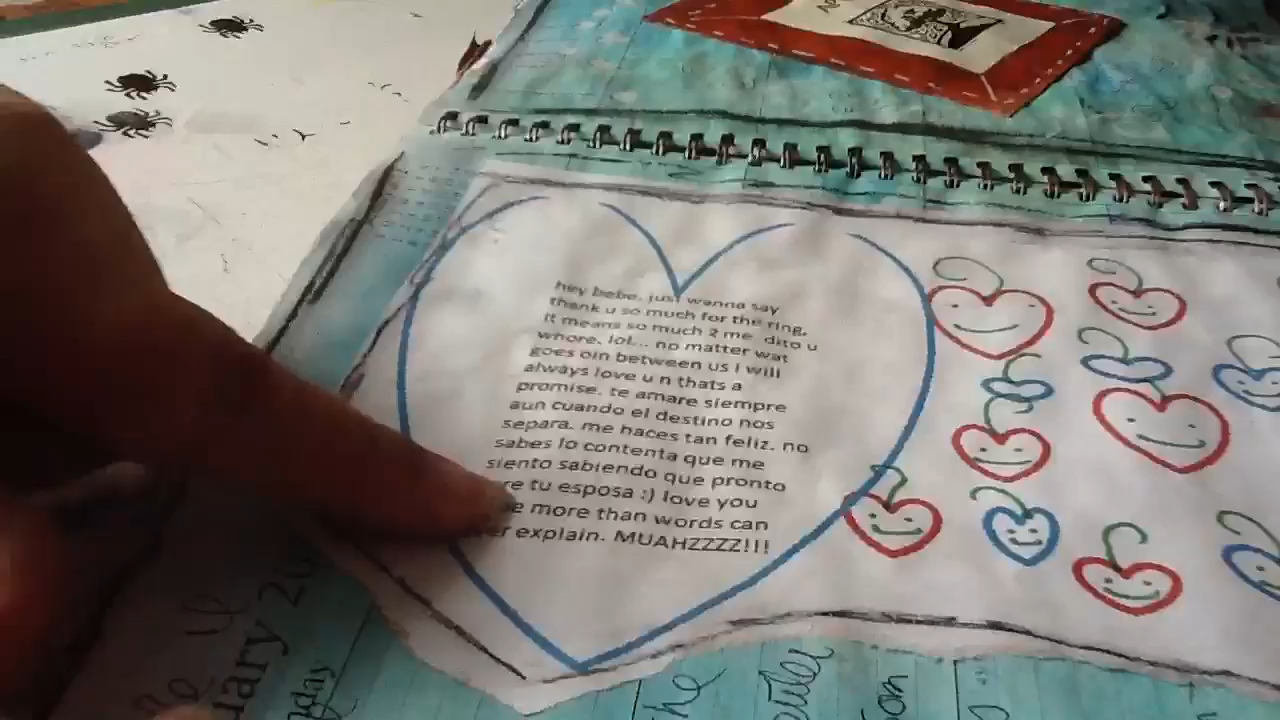 hey bebe. just wanna say
thank u so much for the ring.
It means so much 2 me dito u
whore. lol... no matter wat
goes oin between us I will
always love u n thats a
promise. te amare siempre
aun cuando el destino nos
separa. me haces tan feliz. no
sabes lo contenta que me
siento sabiendo que pronto
re tu esposa :) love you
more than words can
explain. MUAHZZZZ!!!
the